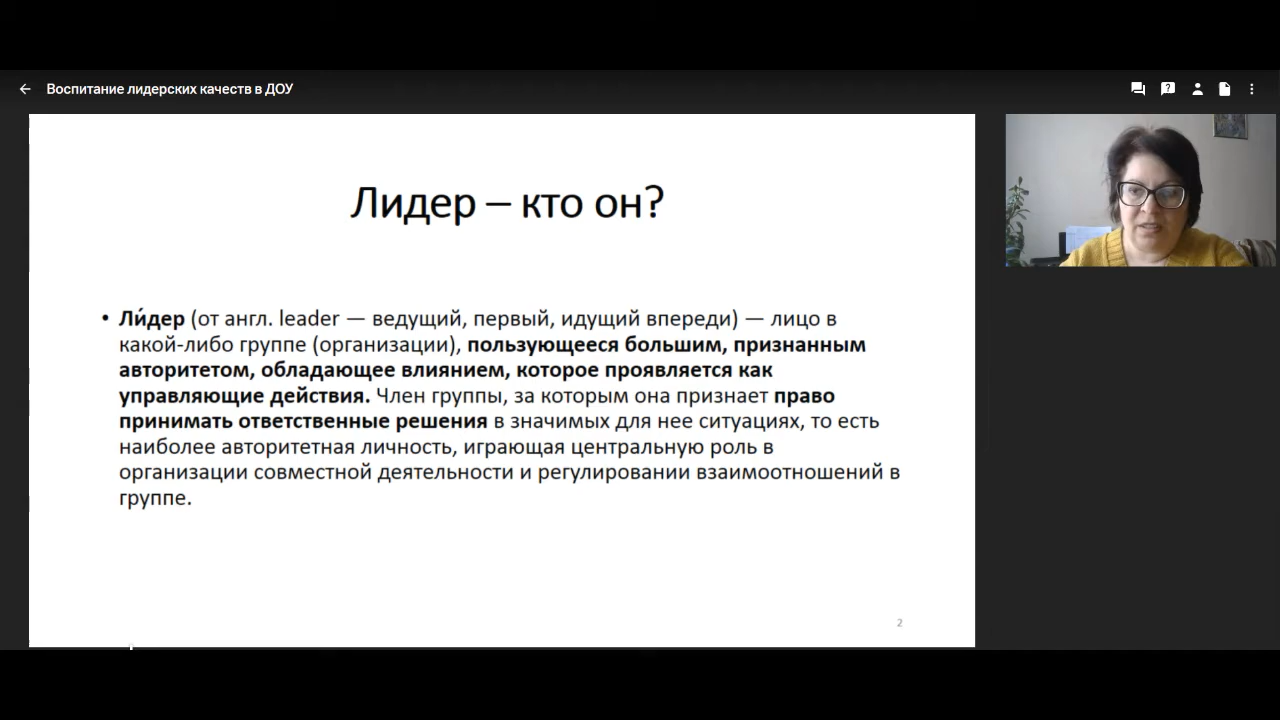 Воспитание лидерских качеств в ДОУ
Лидер – кто он?
• Ли́дер (от англ. leader — ведущий, первый, идущий впереди) — лицо в
какой-либо группе (организации), пользующееся большим, признанным
авторитетом, обладающее влиянием, которое проявляется как
управляющие действия. Член группы, за которым она признает право
принимать ответственные решения в значимых для нее ситуациях, то есть
наиболее авторитетная личность, играющая центральную роль в
организации совместной деятельности и регулировании взаимоотношений в
группе.
2